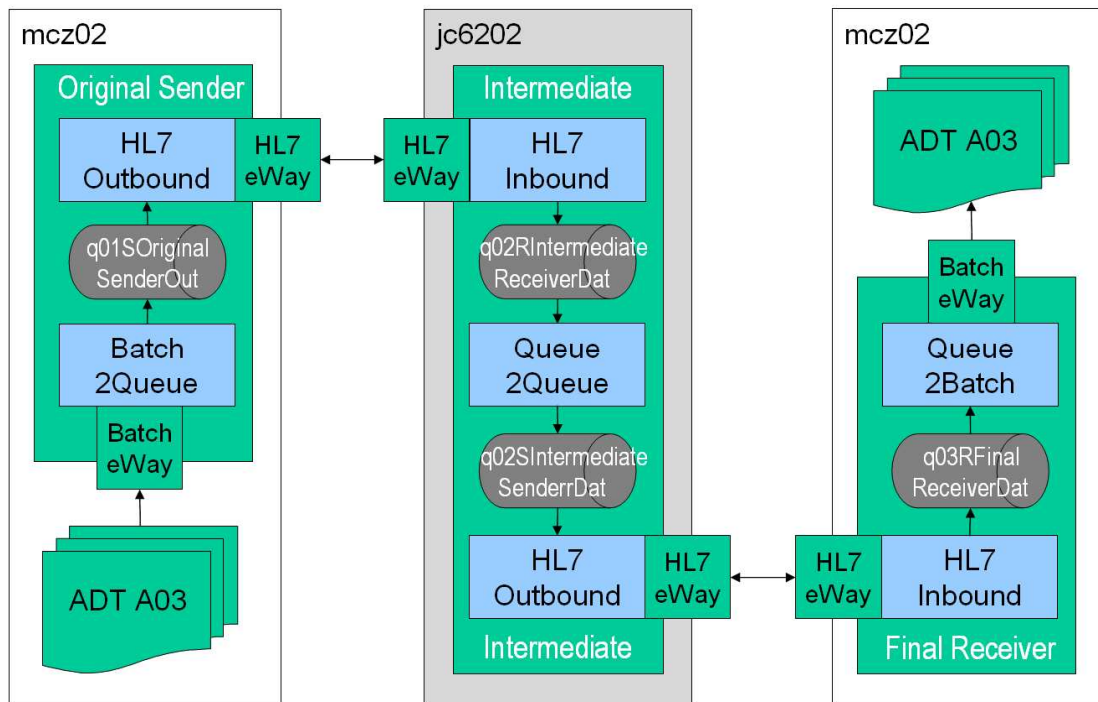 mcz02
Original Sender
HL7
Outbound
HL7
eWay
q01SOriginal
SenderOut
Batch
2Queue
Batch
eWay
ADT A03
jc6202
Intermediate
HL7
eWay
HL7
Inbound
q02RIntermediate
ReceiverDat
Queue
2Queue
q02SIntermediate
SenderrDat
HL7
Outbound
HL7
eWay
Intermediate
mcz02
ADT A03
Batch
eWay
Queue
2Batch
q03RFinal
ReceiverDat
HL7
eWay
HL7
Inbound
Final Receiver